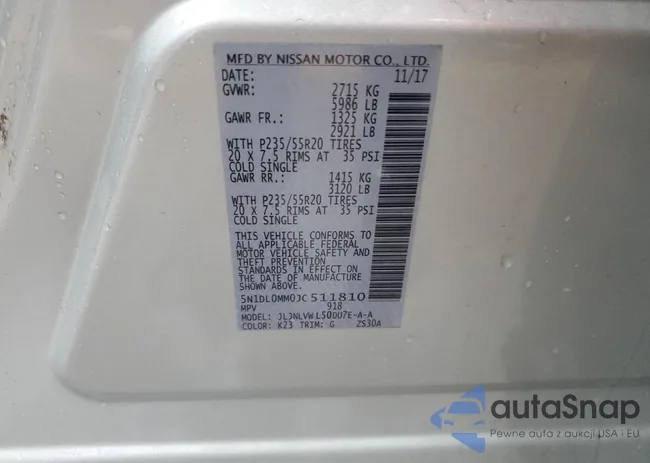 MFD BY NISSAN MOTOR CO., LTD.
DATE: 11/17
GVWR: 2715 KG
5986 LB
GAWR FR.: 1325 KG
2921 LB
WITH P235/55R20 TIRES
20 X 7.5 RIMS AT 35 PSI
COLD SINGLE
GAWR RR.: 1415 KG
3120 LB
WITH P235/55R20 TIRES
20 X 7.5 RIMS AT 35 PSI
COLD SINGLE
THIS VEHICLE CONFORMS TO
ALL APPLICABLE FEDERAL
MOTOR VEHICLE SAFETY AND
THEFT PREVENTION
STANDARDS IN EFFECT ON
THE DATE OF MANUFACTURE
SHOWN ABOVE.
5N1DL0MM0JC511810
MPV 918
MODEL:
COLOR: K23 TRIM: G ZS30A
autaSnap
Pewne auta z aukcji USA i EU